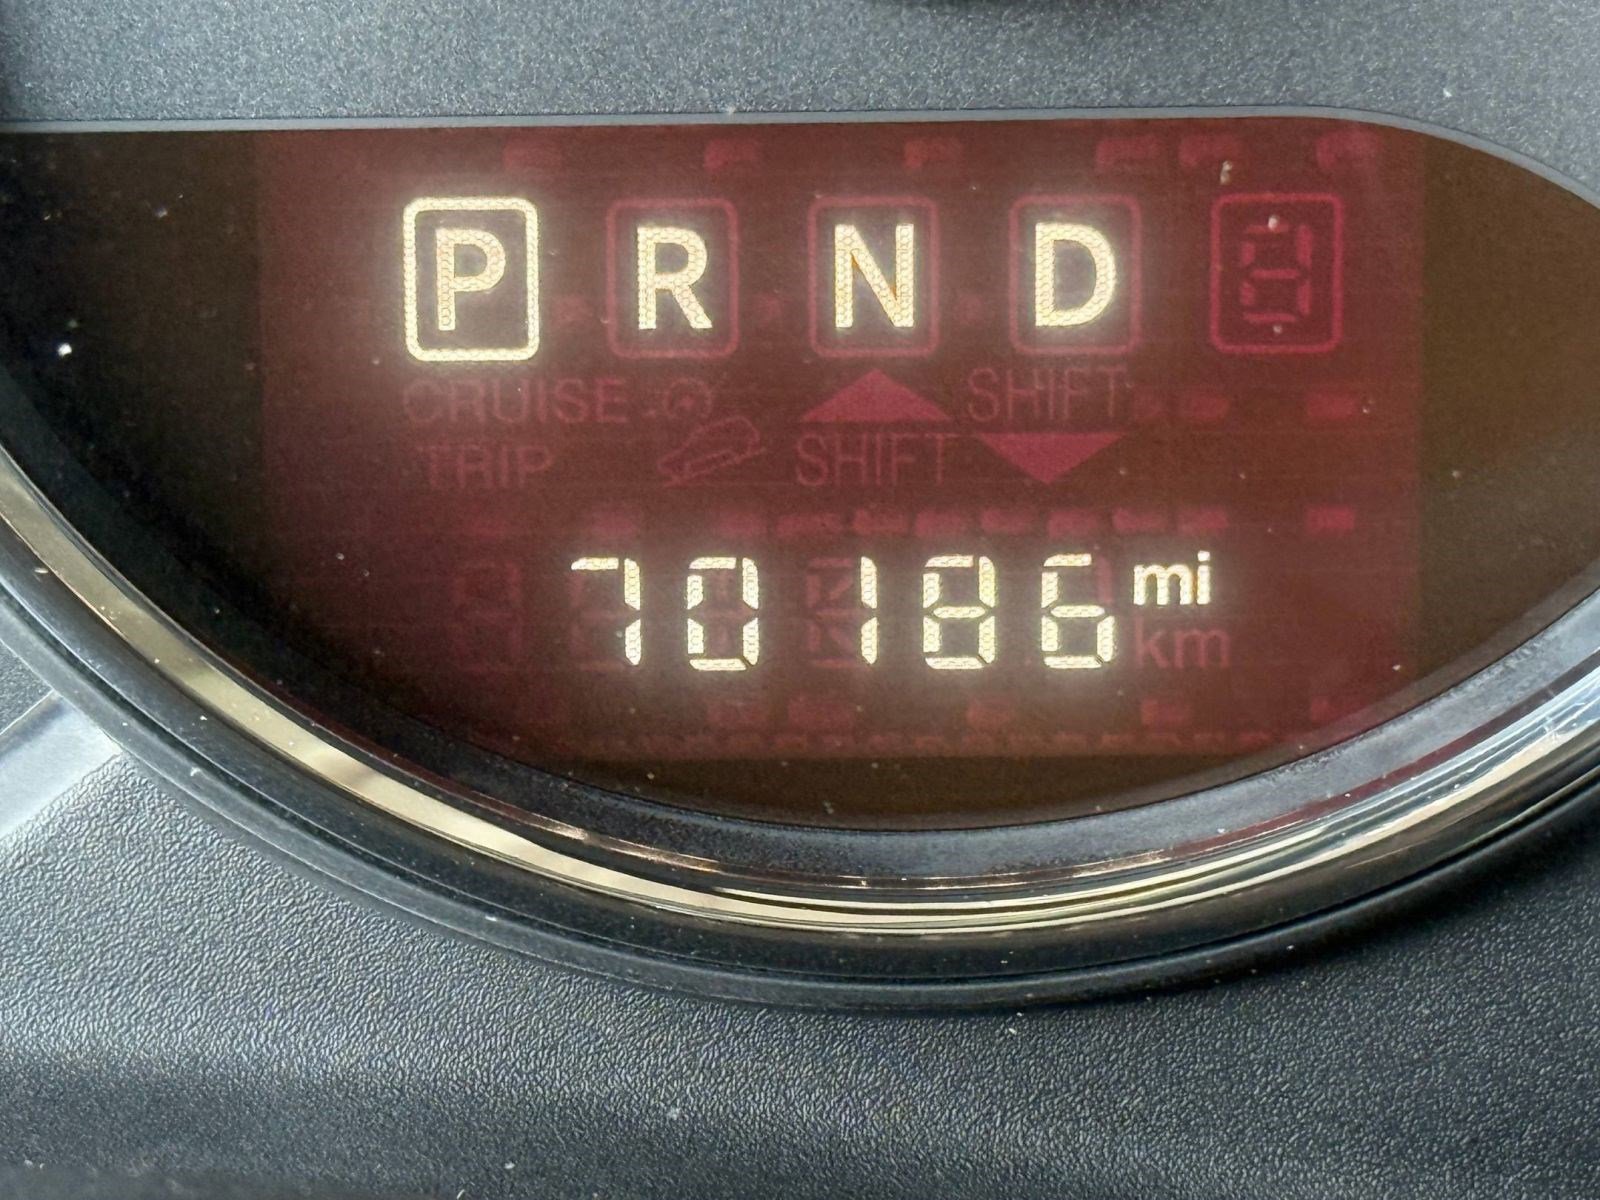 P R N D
CRUISE SHIFT
TRIP SHIFT
70186 mi
km